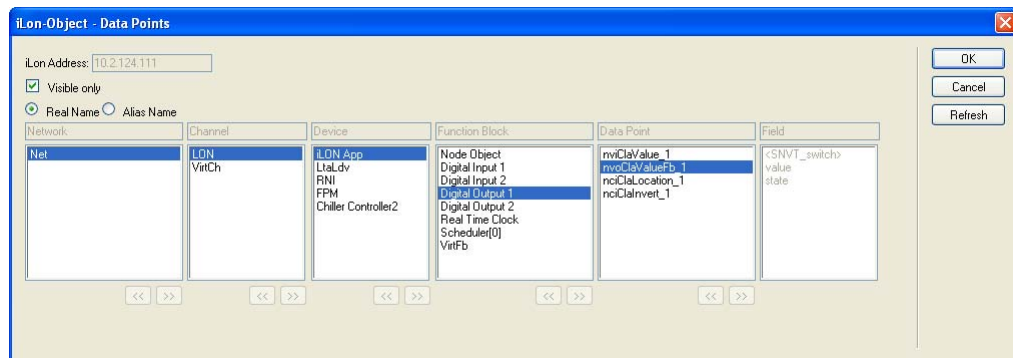 iLon-Object - Data Points
iLon Address: 10.2.124.111
Visible only
Real Name Alias Name
Network Channel Device Function Block Data Point Field
Net
LON
VirtCh
iLON App
LtaLdv
RNI
FPM
Chiller Controller2
Node Object
Digital Input 1
Digital Input 2
Digital Output 1
Digital Output 2
Real Time Clock
Scheduler[0]
VirtFb
nviClaValue_1
nvoClaValueFb_1
nciClaLocation_1
nciClaInvert_1
<SNVT_switch>
value
state
<< >> << >> << >> << >> << >>
OK
Cancel
Refresh